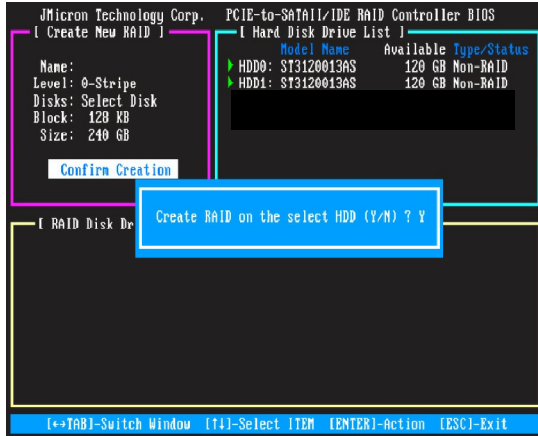 JMicron Technology Corp. PCIE-to-SATAII/IDE RAID Controller BIOS
[ Create New RAID ]
Name:
Level: 0-Stripe
Disks: Select Disk
Block: 128 KB
Size: 240 GB
Confirm Creation
[ Hard Disk Drive List ]
Model Name Available Type/Status
HDD0: ST3120013AS 120 GB Non-RAID
HDD1: ST3120013AS 120 GB Non-RAID
[ RAID Disk Dr
Create RAID on the select HDD (Y/N) ? Y
[←→TAB]-Switch Window [↑↓]-Select ITEM [ENTER]-Action [ESC]-Exit